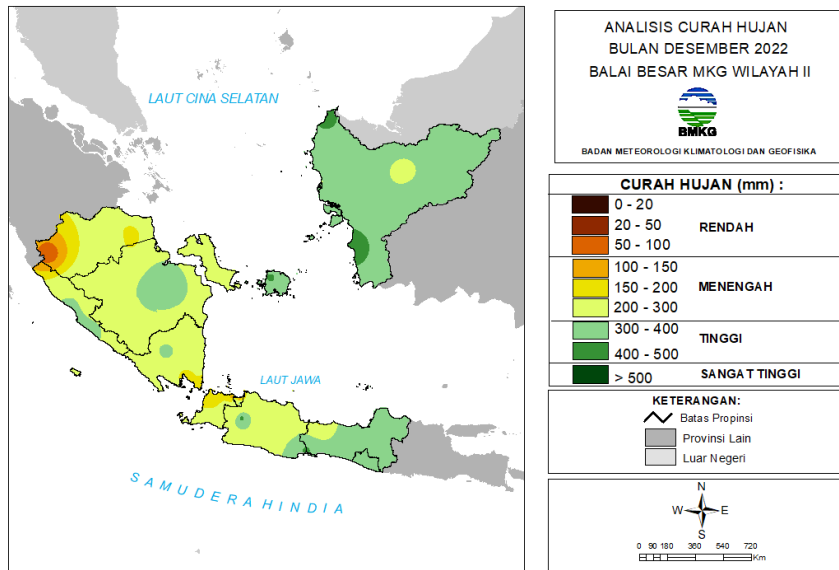 LAUT CINA SELATAN
LAUT JAWA
S A M U D E R A H I N D I A
ANALISIS CURAH HUJAN
BULAN DESEMBER 2022
BALAI BESAR MKG WILAYAH II
BMKG
BADAN METEOROLOGI KLIMATOLOGI DAN GEOFISIKA
CURAH HUJAN (mm) :
0 - 20
20 - 50
RENDAH
50 - 100
100 - 150
150 - 200
MENENGAH
200 - 300
300 - 400
TINGGI
400 - 500
> 500
SANGAT TINGGI
KETERANGAN:
Batas Propinsi
Provinsi Lain
Luar Negeri
N
W E
S
0 90 180 360 540 720
Km